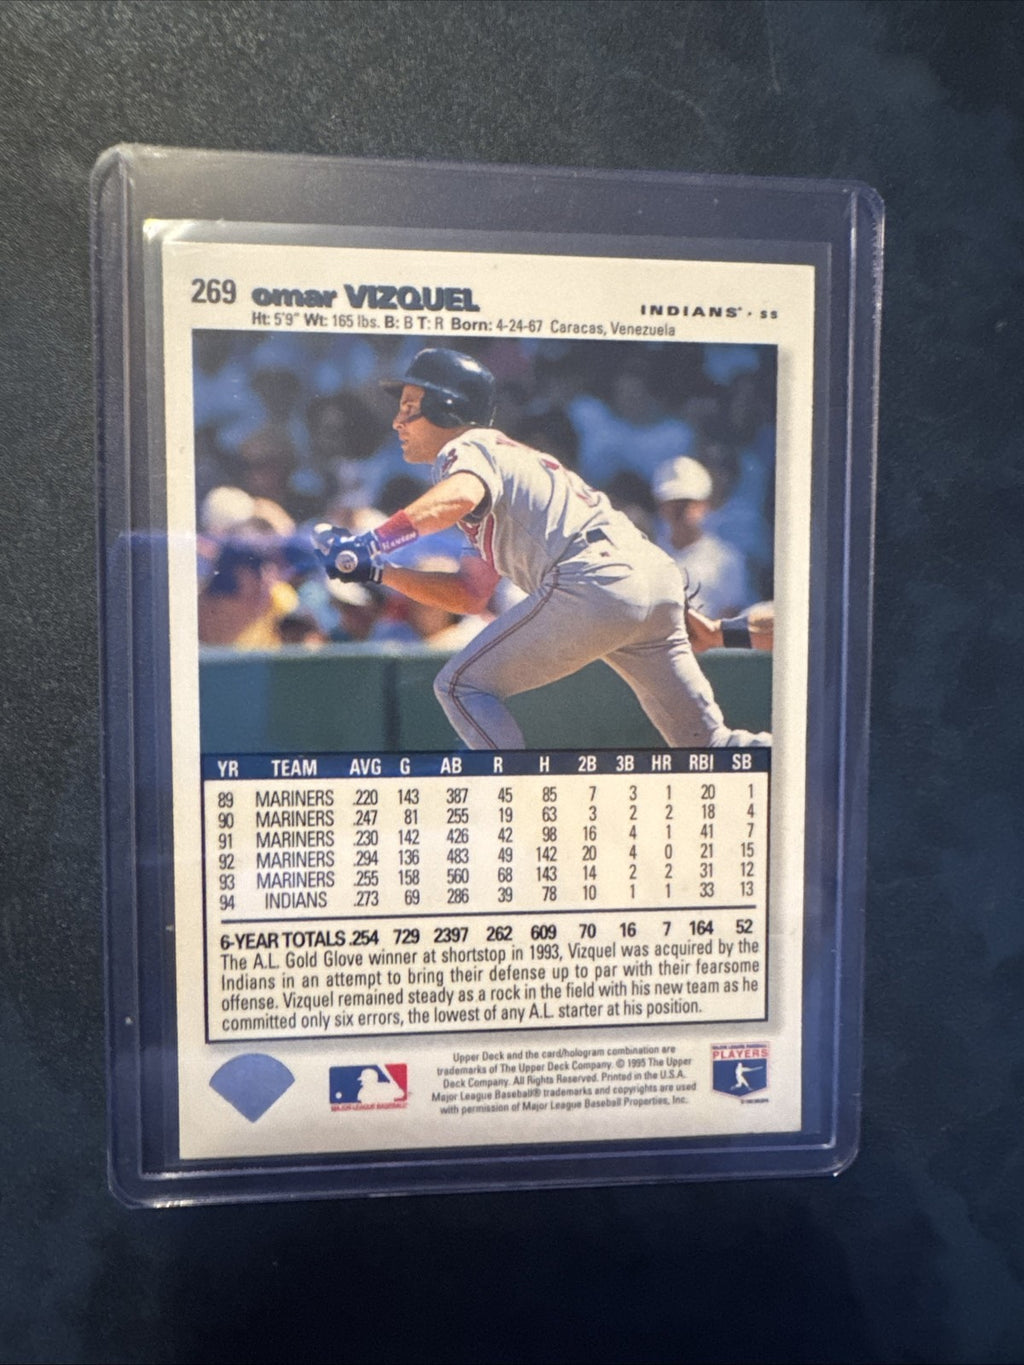 269 omar VIZQUEL INDIANS · SS
Ht: 5'9" Wt: 165 lbs. B: B T: R Born: 4-24-67 Caracas, Venezuela
YR TEAM AVG G AB R H 2B 3B HR RBI SB
89 MARINERS .220 143 387 45 85 7 3 1 20 1
90 MARINERS .247 81 255 19 63 3 2 2 18 4
91 MARINERS .230 142 426 42 98 16 4 1 41 7
92 MARINERS .294 136 483 49 142 20 4 0 21 15
93 MARINERS .255 158 560 68 143 14 2 2 31 12
94 INDIANS .273 69 286 39 78 10 1 1 33 13
6-YEAR TOTALS .254 729 2397 262 609 70 16 7 164 52
The A.L. Gold Glove winner at shortstop in 1993, Vizquel was acquired by the
Indians in an attempt to bring their defense up to par with their fearsome
offense. Vizquel remained steady as a rock in the field with his new team as he
committed only six errors, the lowest of any A.L. starter at his position.
Upper Deck and the card/hologram combination are
trademarks of The Upper Deck Company. © 1995 The Upper
Deck Company. All Rights Reserved. Printed in the U.S.A.
Major League Baseball® trademarks and copyrights are used
with permission of Major League Baseball Properties, Inc.
MAJOR LEAGUE BASEBALL
MAJOR LEAGUE BASEBALL
PLAYERS